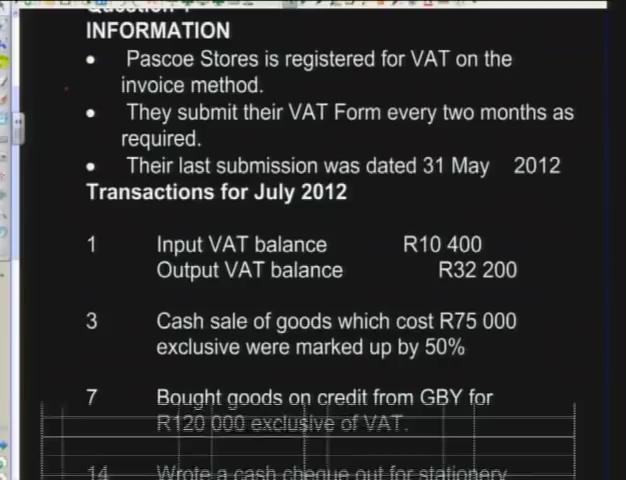 Question 1
INFORMATION
• Pascoe Stores is registered for VAT on the
invoice method.
• They submit their VAT Form every two months as
required.
• Their last submission was dated 31 May 2012
Transactions for July 2012
1 Input VAT balance R10 400
Output VAT balance R32 200
3 Cash sale of goods which cost R75 000
exclusive were marked up by 50%
7 Bought goods on credit from GBY for
R120 000 exclusive of VAT.
14 Wrote a cash cheque out for stationery